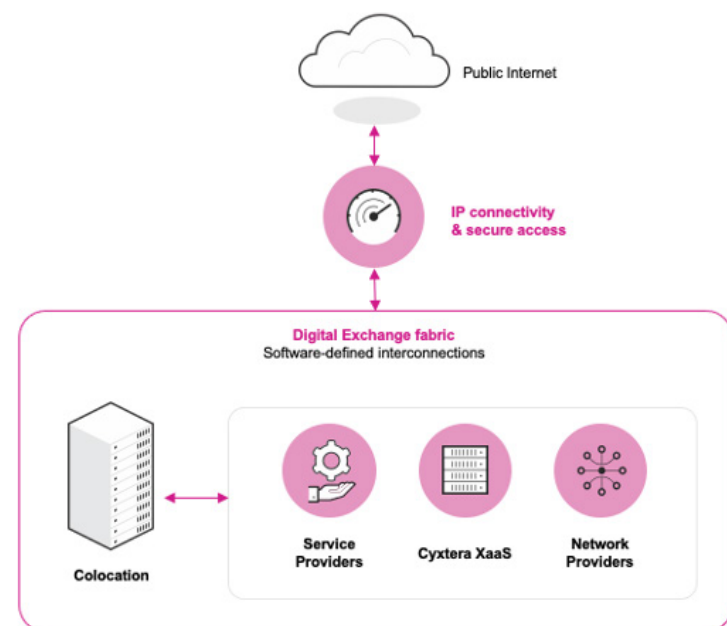 Public Internet
IP connectivity
& secure access
Digital Exchange fabric
Software-defined interconnections
Colocation
Service
Providers
Cyxtera XaaS
Network
Providers